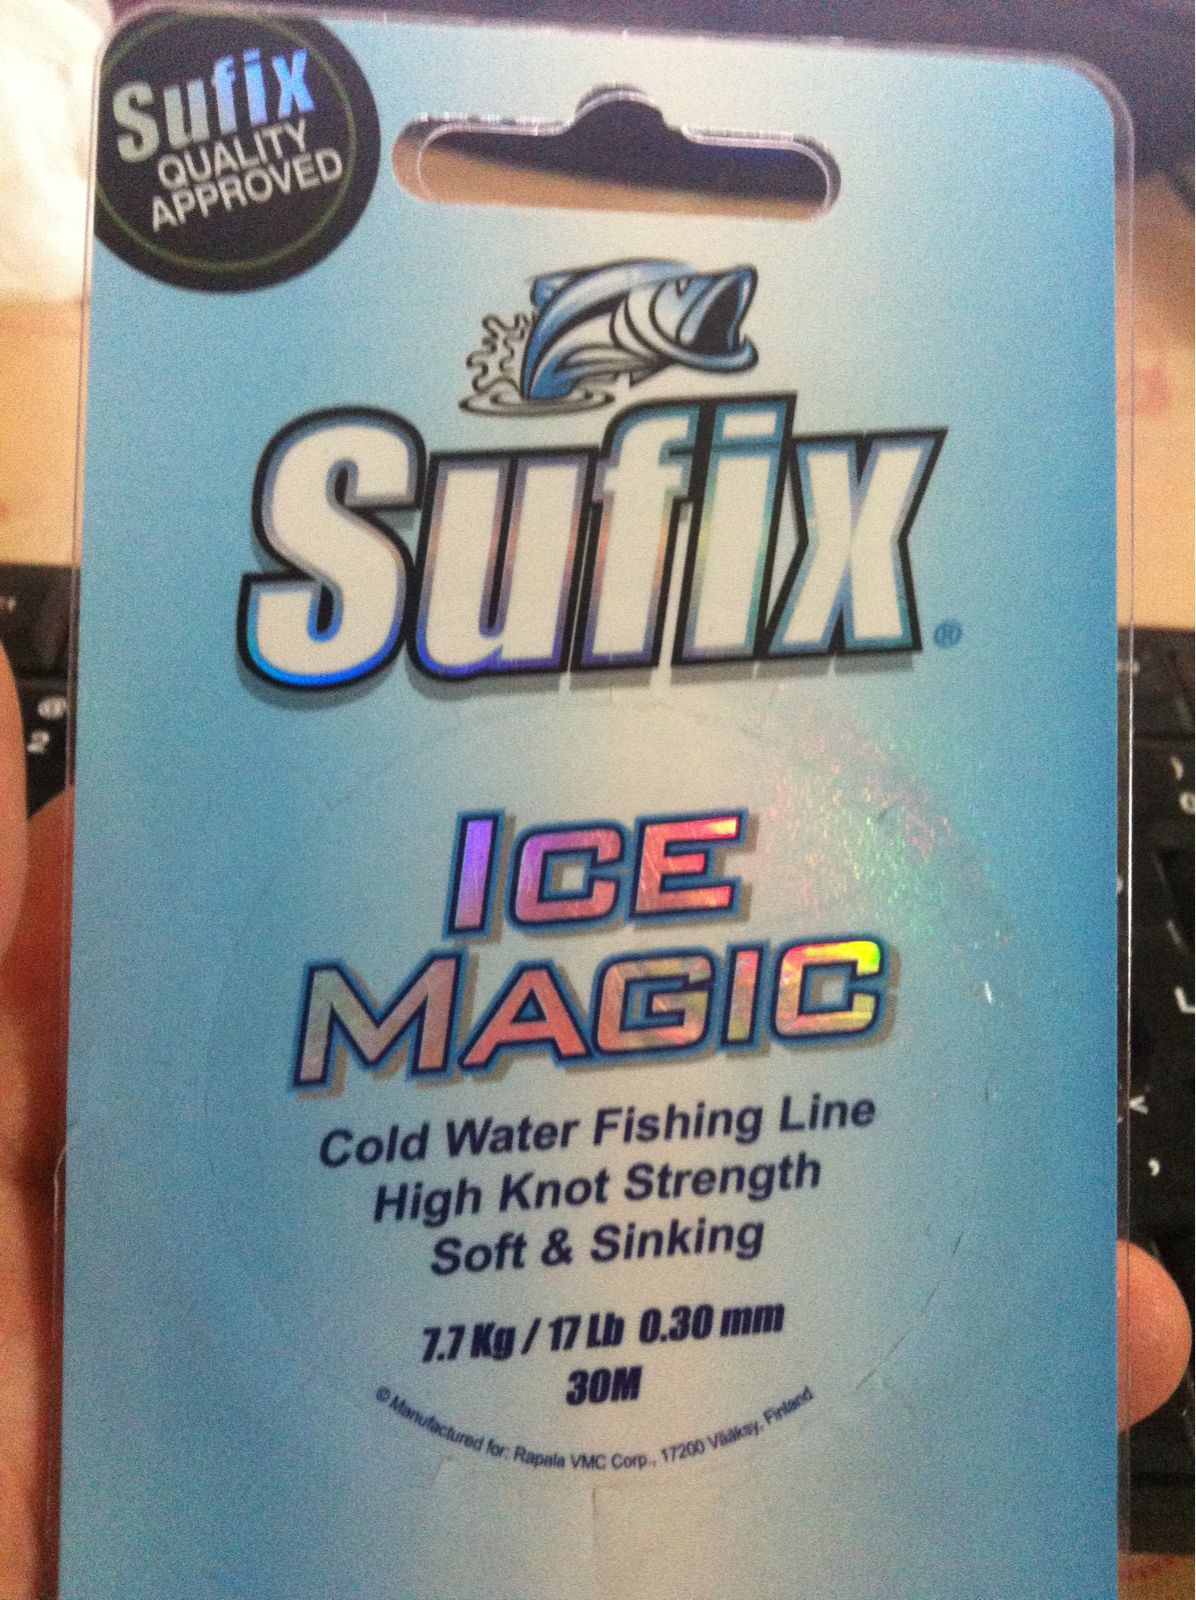 Sufix
QUALITY
APPROVED
Sufix®
ICE
MAGIC
Cold Water Fishing Line
High Knot Strength
Soft & Sinking
7.7 Kg / 17 Lb 0.30 mm
30M
© Manufactured for: Rapala VMC Corp., 17200 Vääksy, Finland
@
2